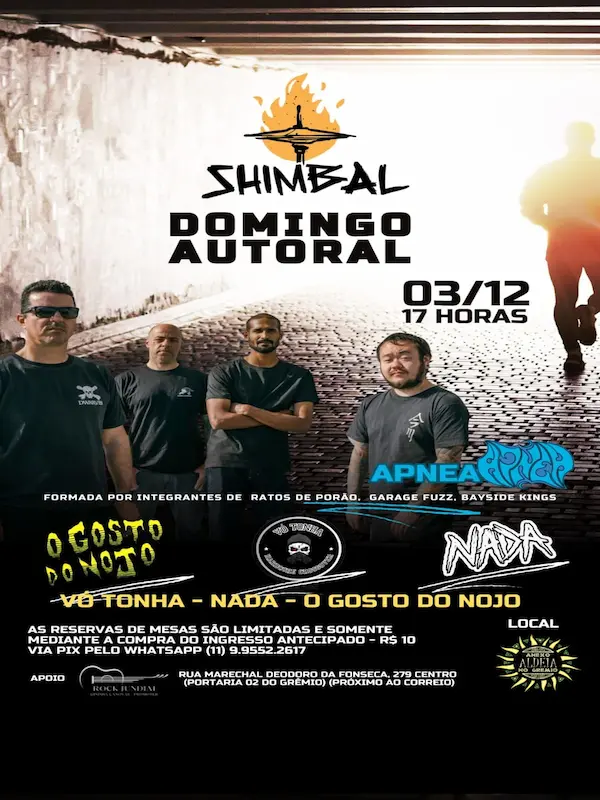 SHIMBAL
DOMINGO
AUTORAL
03/12
17 HORAS
APNEA APNEA
FORMADA POR INTEGRANTES DE RATOS DE PORÃO, GARAGE FUZZ, BAYSIDE KINGS
O GOSTO
DO NOJO
VÓ TONHA
NADA
VÓ TONHA - NADA - O GOSTO DO NOJO
AS RESERVAS DE MESAS SÃO LIMITADAS E SOMENTE
MEDIANTE A COMPRA DO INGRESSO ANTECIPADO - R$ 10
VIA PIX PELO WHATSAPP (11) 9.9552.2617
LOCAL
ANEXO
ALDEIA
NO GRÊMIO
APOIO
ROCK JUNDIAÍ
RUA MARECHAL DEODORO DA FONSECA, 279 CENTRO
(PORTARIA 02 DO GRÊMIO) (PRÓXIMO AO CORREIO)